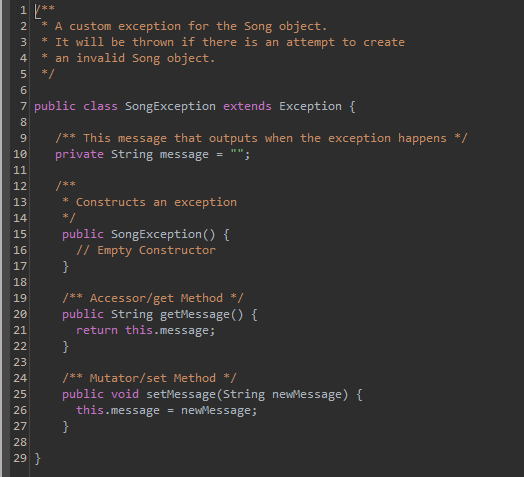 1 /**
2  * A custom exception for the Song object.
3  * It will be thrown if there is an attempt to create
4  * an invalid Song object.
5  */
6
7 public class SongException extends Exception {
8
9    /** This message that outputs when the exception happens */
10    private String message = "";
11
12    /**
13     * Constructs an exception
14     */
15     public SongException() {
16       // Empty Constructor
17     }
18
19     /** Accessor/get Method */
20     public String getMessage() {
21       return this.message;
22     }
23
24     /** Mutator/set Method */
25     public void setMessage(String newMessage) {
26       this.message = newMessage;
27     }
28
29 }